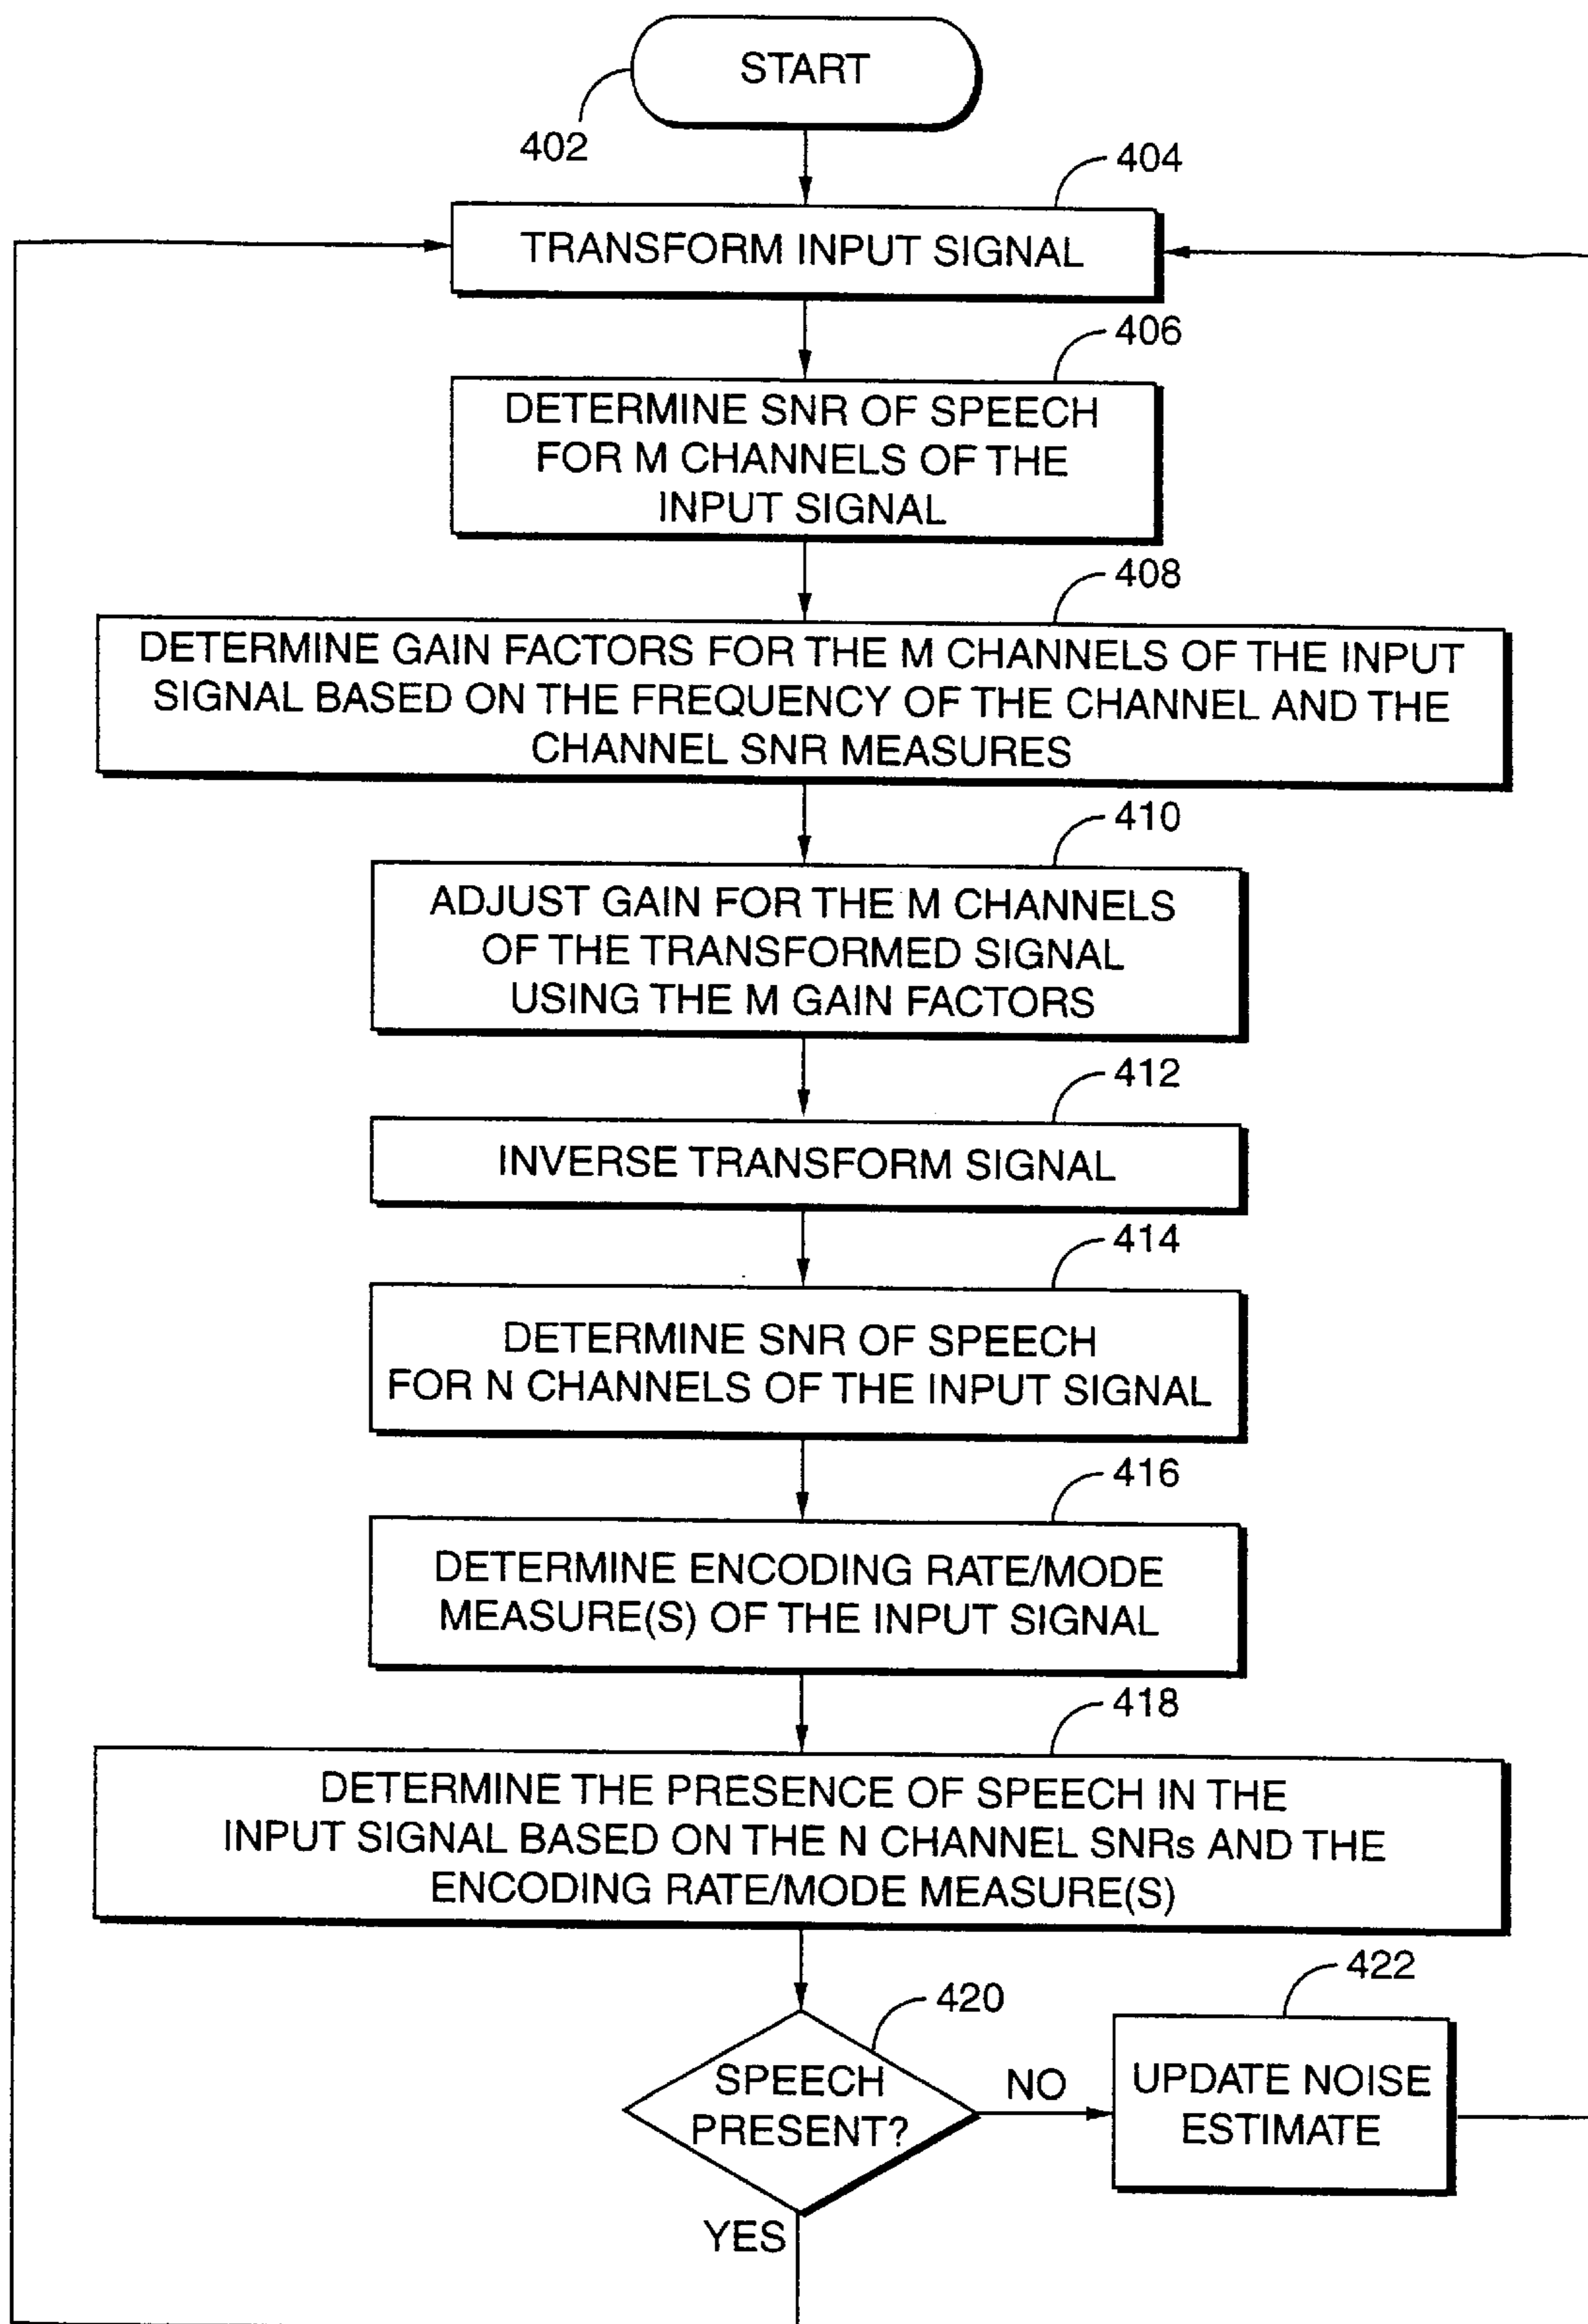 START
402
404
TRANSFORM INPUT SIGNAL
406
DETERMINE SNR OF SPEECH
FOR M CHANNELS OF THE
INPUT SIGNAL
408
DETERMINE GAIN FACTORS FOR THE M CHANNELS OF THE INPUT
SIGNAL BASED ON THE FREQUENCY OF THE CHANNEL AND THE
CHANNEL SNR MEASURES
410
ADJUST GAIN FOR THE M CHANNELS
OF THE TRANSFORMED SIGNAL
USING THE M GAIN FACTORS
412
INVERSE TRANSFORM SIGNAL
414
DETERMINE SNR OF SPEECH
FOR N CHANNELS OF THE INPUT SIGNAL
416
DETERMINE ENCODING RATE/MODE
MEASURE(S) OF THE INPUT SIGNAL
418
DETERMINE THE PRESENCE OF SPEECH IN THE
INPUT SIGNAL BASED ON THE N CHANNEL SNRs AND THE
ENCODING RATE/MODE MEASURE(S)
420
SPEECH
PRESENT?
NO
422
UPDATE NOISE
ESTIMATE
YES